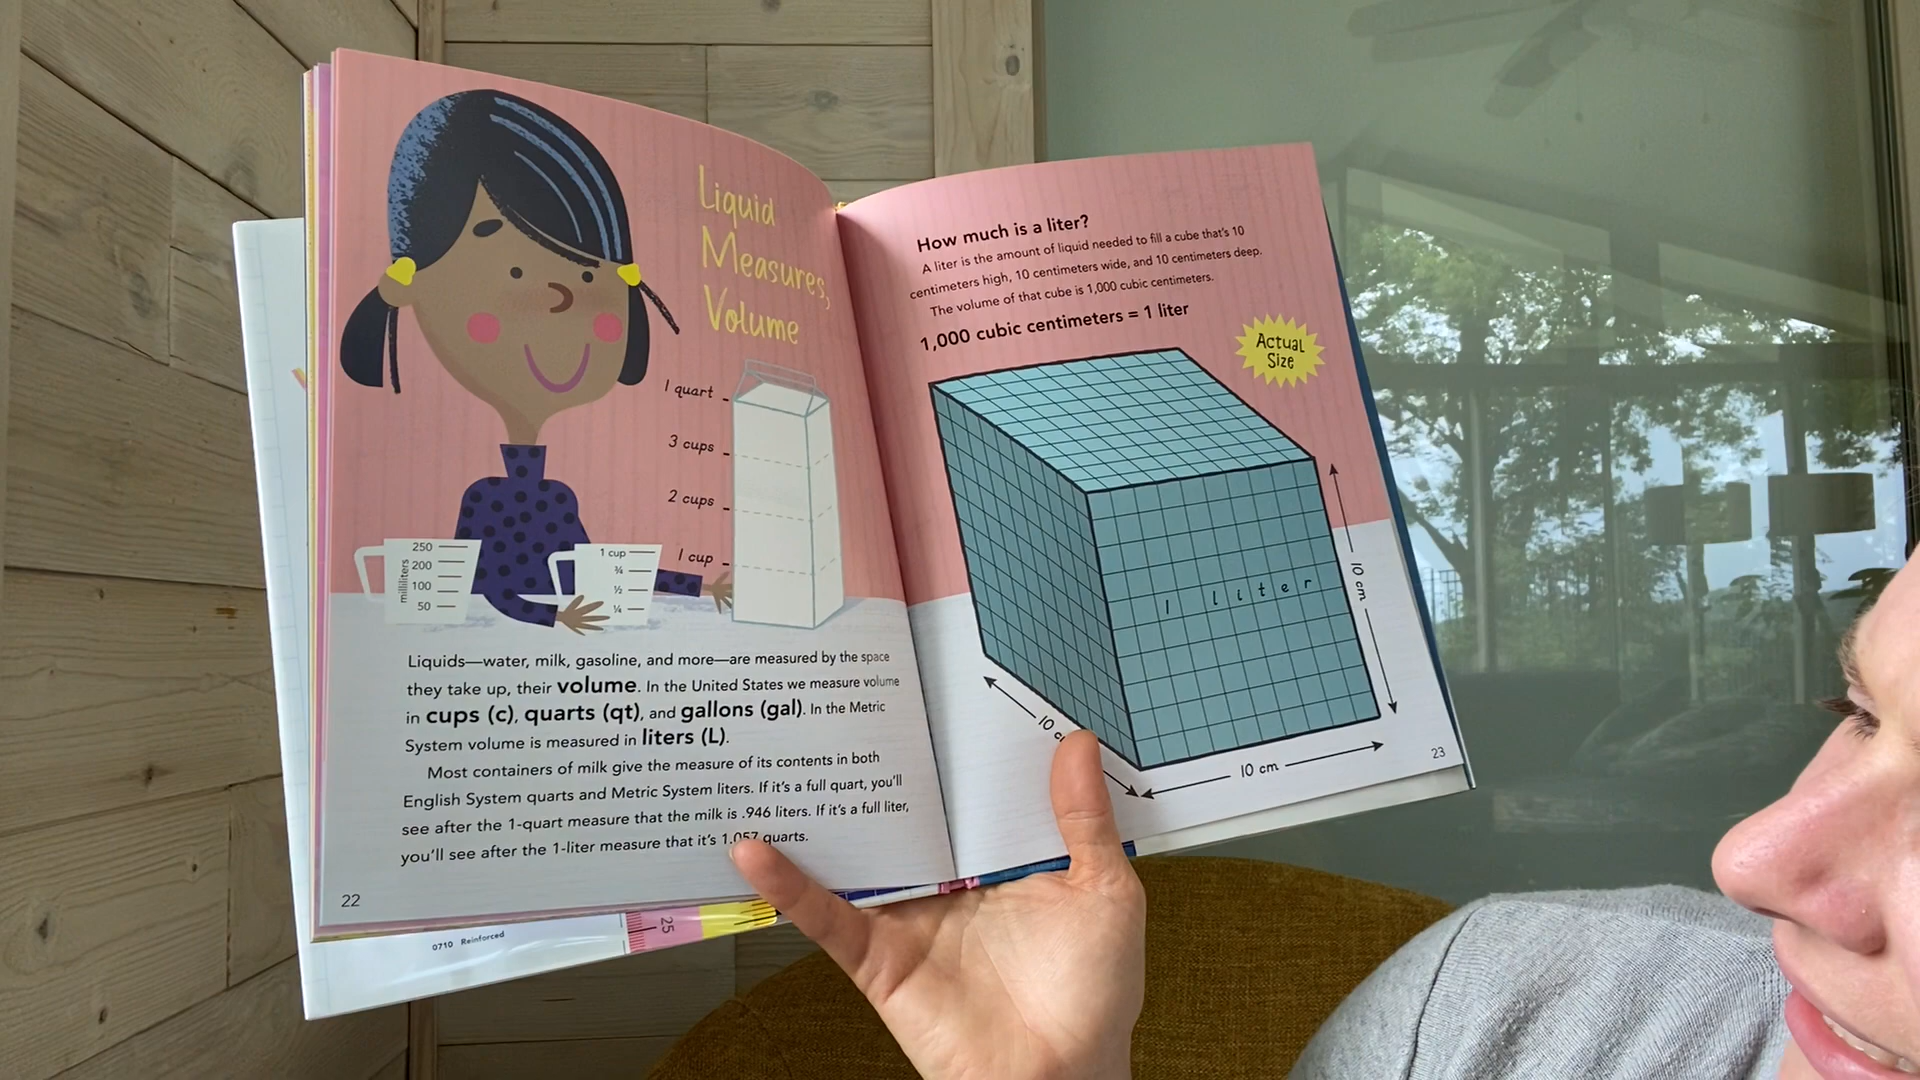 Liquid
Measures,
Volume
1 quart
3 cups
2 cups
1 cup
250
200
100
50
milliliters
1 cup
¾
½
¼
Liquids—water, milk, gasoline, and more—are measured by the space
they take up, their volume. In the United States we measure volume
in cups (c), quarts (qt), and gallons (gal). In the Metric
System volume is measured in liters (L).
Most containers of milk give the measure of its contents in both
English System quarts and Metric System liters. If it's a full quart, you'll
see after the 1-quart measure that the milk is .946 liters. If it's a full liter,
you'll see after the 1-liter measure that it's 1.057 quarts.
22
How much is a liter?
A liter is the amount of liquid needed to fill a cube that's 10
centimeters high, 10 centimeters wide, and 10 centimeters deep.
The volume of that cube is 1,000 cubic centimeters.
1,000 cubic centimeters = 1 liter
Actual
Size
1 liter
10 cm
10
10 cm
23
0710 Reinforced
25